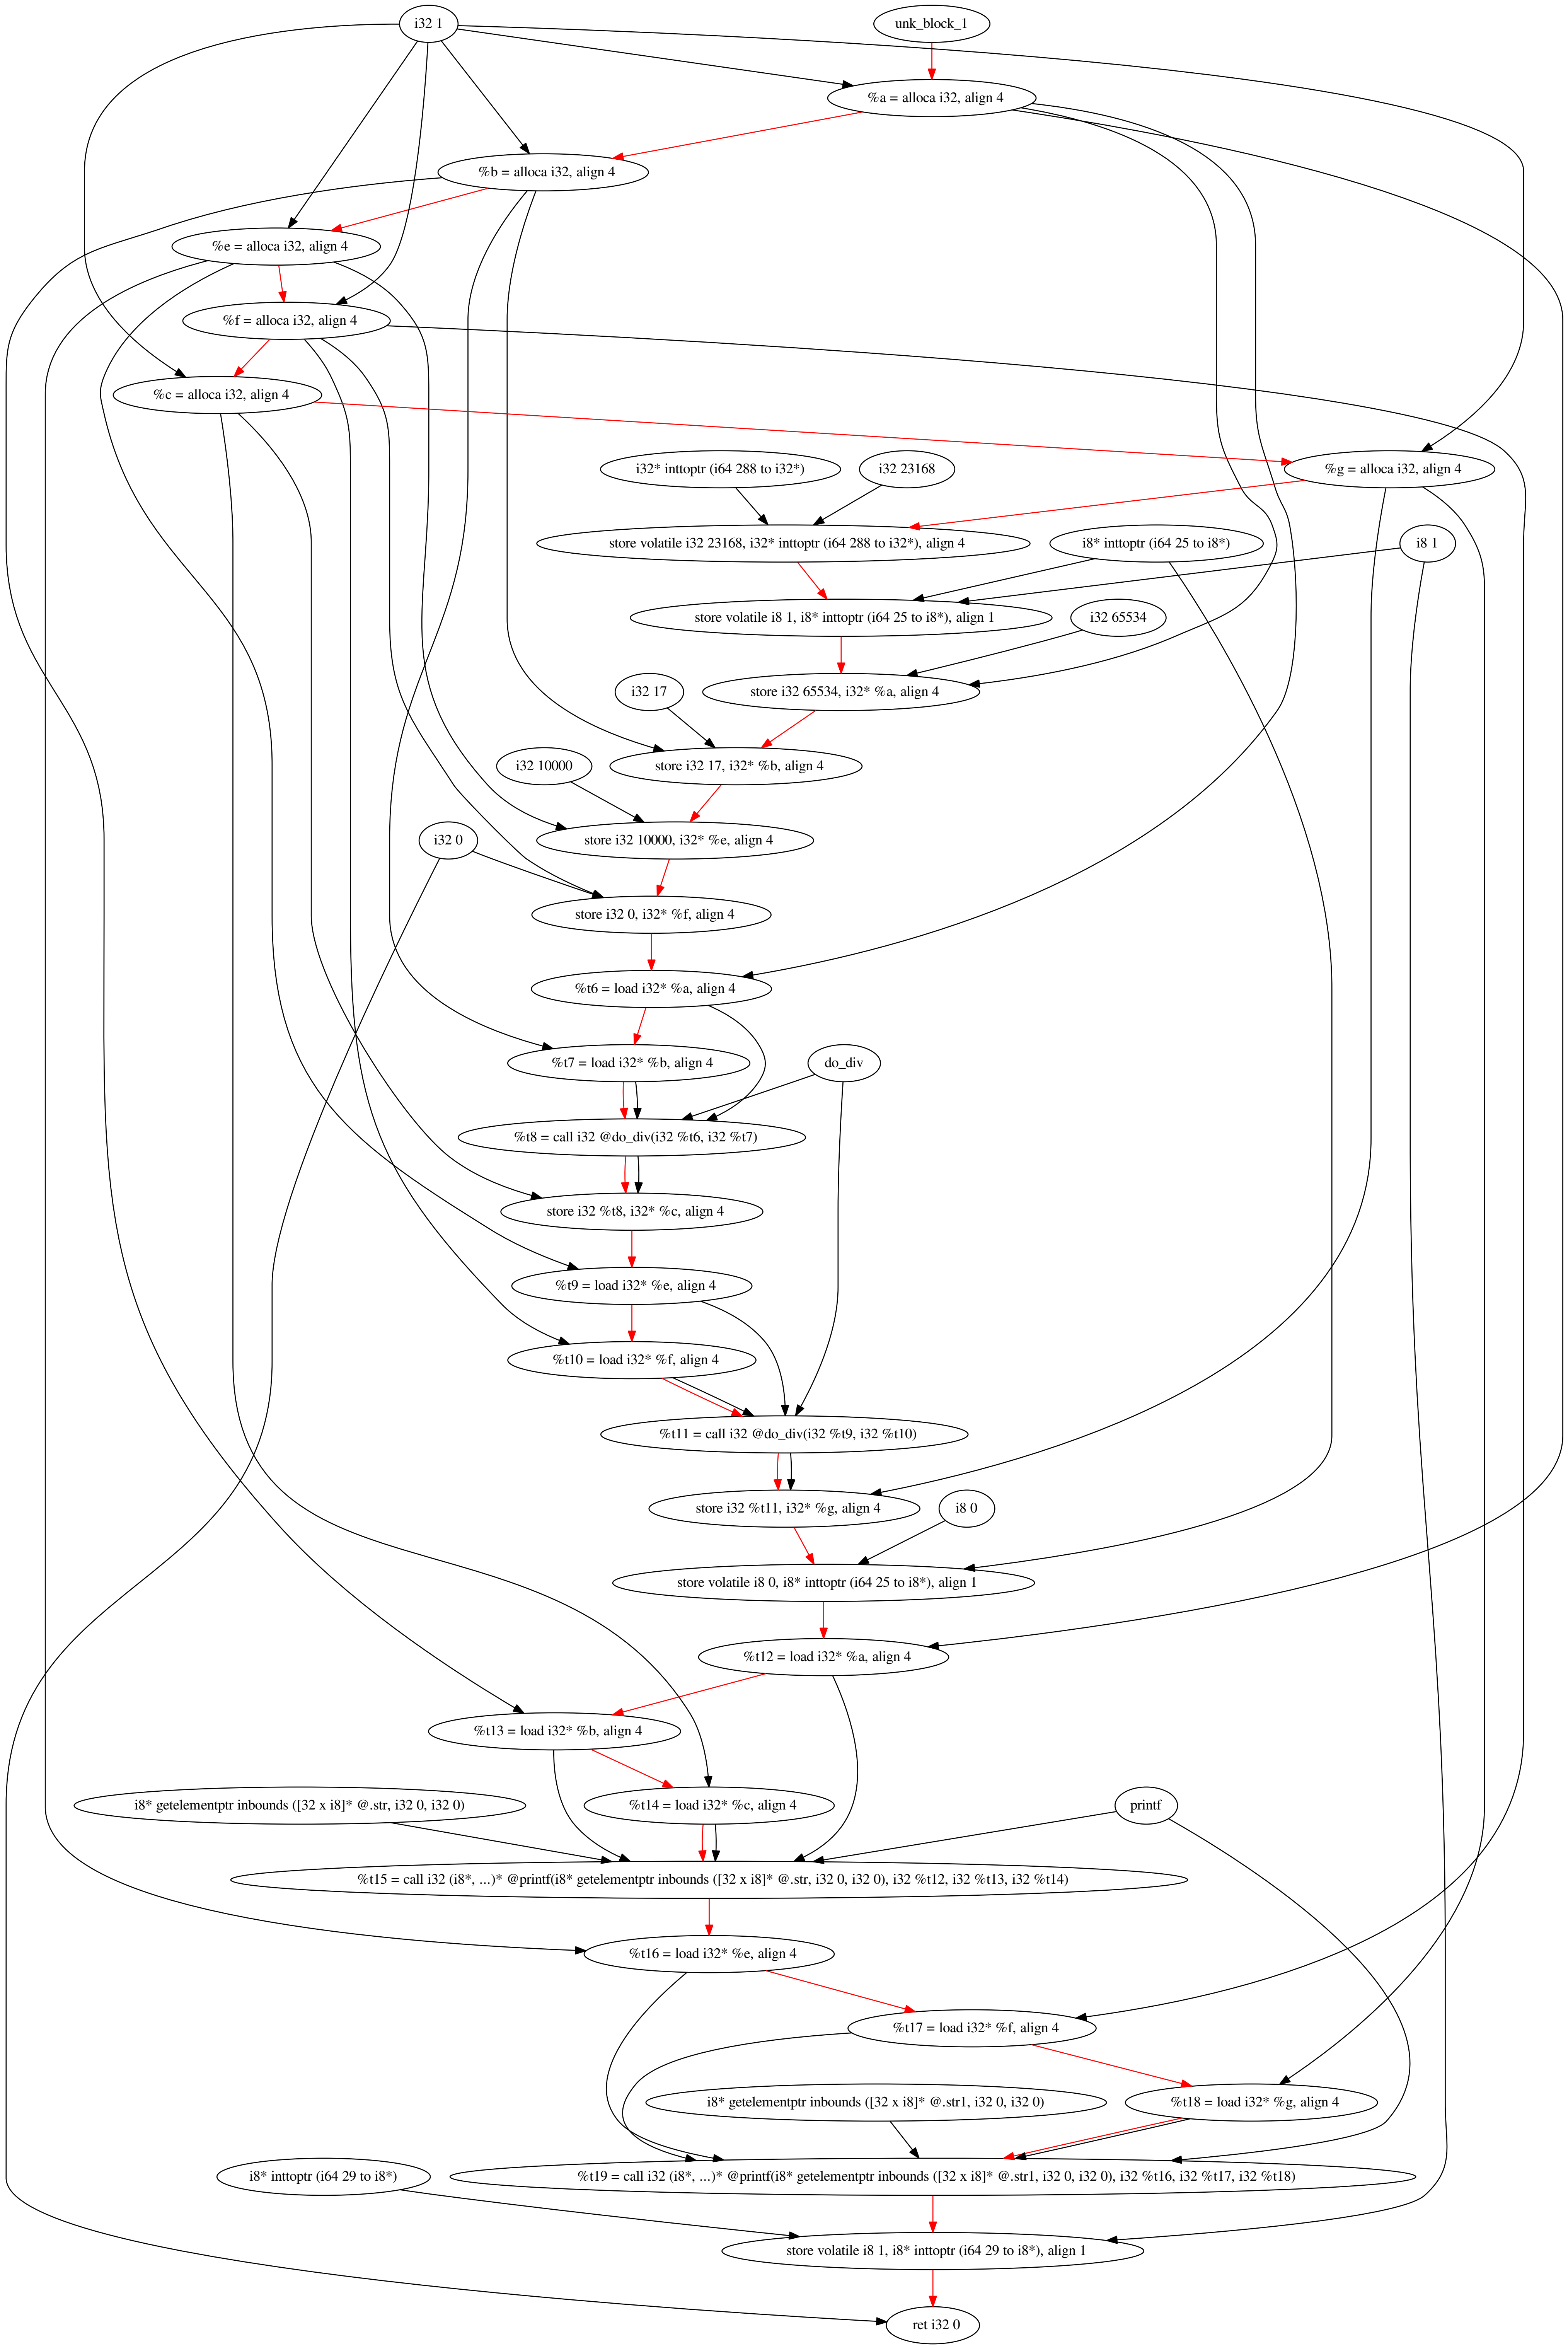 i32 1
unk_block_1
%a = alloca i32, align 4
%b = alloca i32, align 4
%e = alloca i32, align 4
%f = alloca i32, align 4
%c = alloca i32, align 4
i32* inttoptr (i64 288 to i32*)
i32 23168
%g = alloca i32, align 4
store volatile i32 23168, i32* inttoptr (i64 288 to i32*), align 4
i8* inttoptr (i64 25 to i8*)
i8 1
store volatile i8 1, i8* inttoptr (i64 25 to i8*), align 1
i32 65534
i32 17
store i32 65534, i32* %a, align 4
i32 10000
store i32 17, i32* %b, align 4
i32 0
store i32 10000, i32* %e, align 4
store i32 0, i32* %f, align 4
%t6 = load i32* %a, align 4
%t7 = load i32* %b, align 4
do_div
%t8 = call i32 @do_div(i32 %t6, i32 %t7)
store i32 %t8, i32* %c, align 4
%t9 = load i32* %e, align 4
%t10 = load i32* %f, align 4
%t11 = call i32 @do_div(i32 %t9, i32 %t10)
store i32 %t11, i32* %g, align 4
i8 0
store volatile i8 0, i8* inttoptr (i64 25 to i8*), align 1
%t12 = load i32* %a, align 4
%t13 = load i32* %b, align 4
i8* getelementptr inbounds ([32 x i8]* @.str, i32 0, i32 0)
%t14 = load i32* %c, align 4
printf
%t15 = call i32 (i8*, ...)* @printf(i8* getelementptr inbounds ([32 x i8]* @.str, i32 0, i32 0), i32 %t12, i32 %t13, i32 %t14)
%t16 = load i32* %e, align 4
%t17 = load i32* %f, align 4
i8* getelementptr inbounds ([32 x i8]* @.str1, i32 0, i32 0)
%t18 = load i32* %g, align 4
i8* inttoptr (i64 29 to i8*)
%t19 = call i32 (i8*, ...)* @printf(i8* getelementptr inbounds ([32 x i8]* @.str1, i32 0, i32 0), i32 %t16, i32 %t17, i32 %t18)
store volatile i8 1, i8* inttoptr (i64 29 to i8*), align 1
ret i32 0